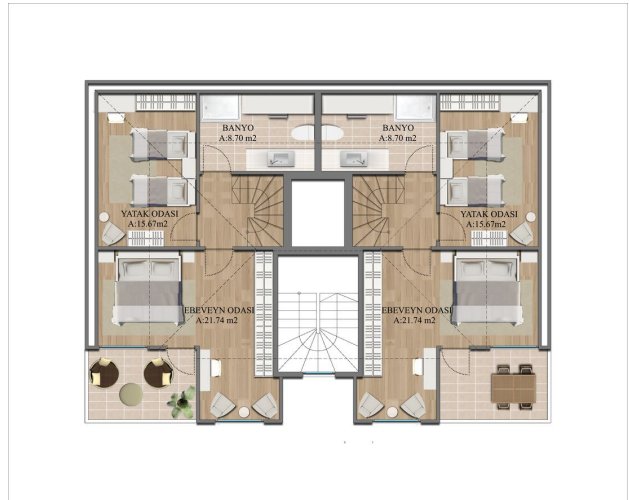 BANYO
A:8.70 m2
BANYO
A:8.70 m2
YATAK ODASI
A:15.67m2
YATAK ODASI
A:15.67m2
EBEVEYN ODASI
A:21.74 m2
EBEVEYN ODASI
A:21.74 m2